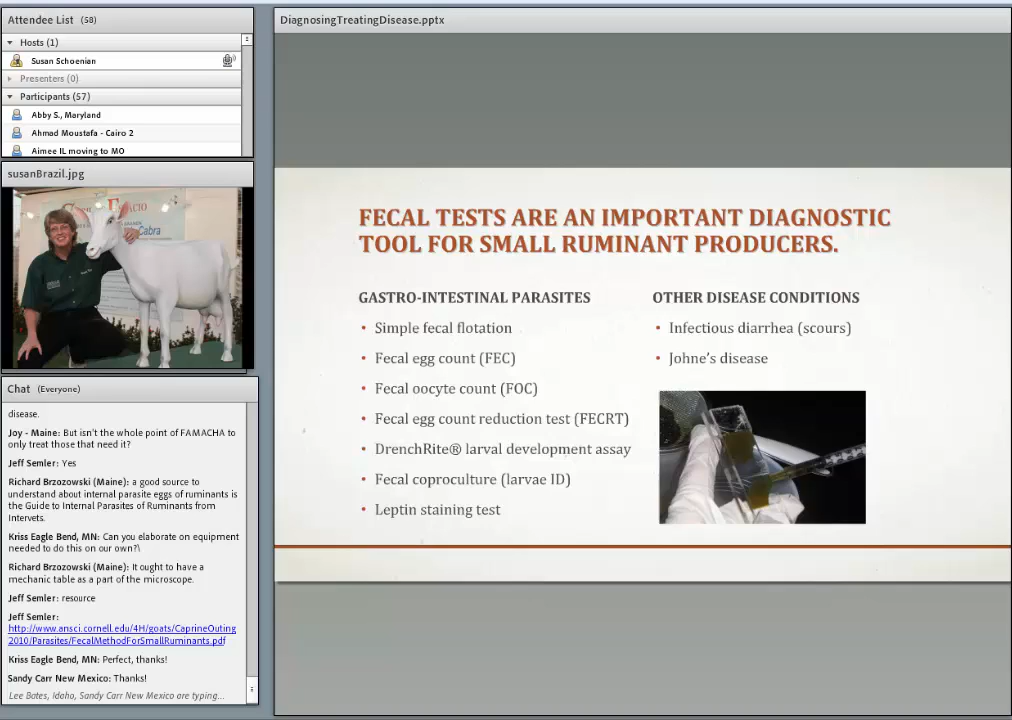 Attendee List (58)
Hosts (1)
Susan Schoenian
Presenters (0)
Participants (57)
Abby S., Maryland
Ahmad Moustafa - Cairo 2
Aimee IL moving to MO
susanBrazil.jpg
Cabra
Chat (Everyone)
disease.
Joy - Maine: But isn't the whole point of FAMACHA to
only treat those that need it?
Jeff Semler: Yes
Richard Brzozowski (Maine): a good source to
understand about internal parasite eggs of ruminants is
the Guide to Internal Parasites of Ruminants from
Intervets.
Kriss Eagle Bend, MN: Can you elaborate on equipment
needed to do this on our own?\
Richard Brzozowski (Maine): It ought to have a
mechanic table as a part of the microscope.
Jeff Semler: resource
Jeff Semler:
http://www.ansci.cornell.edu/4H/goats/CaprineOuting
2010/Parasites/FecalMethodForSmallRuminants.pdf
Kriss Eagle Bend, MN: Perfect, thanks!
Sandy Carr New Mexico: Thanks!
Lee Bates, Idaho, Sandy Carr New Mexico are typing...
DiagnosingTreatingDisease.pptx
FECAL TESTS ARE AN IMPORTANT DIAGNOSTIC
TOOL FOR SMALL RUMINANT PRODUCERS.
GASTRO-INTESTINAL PARASITES
• Simple fecal flotation
• Fecal egg count (FEC)
• Fecal oocyte count (FOC)
• Fecal egg count reduction test (FECRT)
• DrenchRite® larval development assay
• Fecal coproculture (larvae ID)
• Leptin staining test
OTHER DISEASE CONDITIONS
• Infectious diarrhea (scours)
• Johne's disease